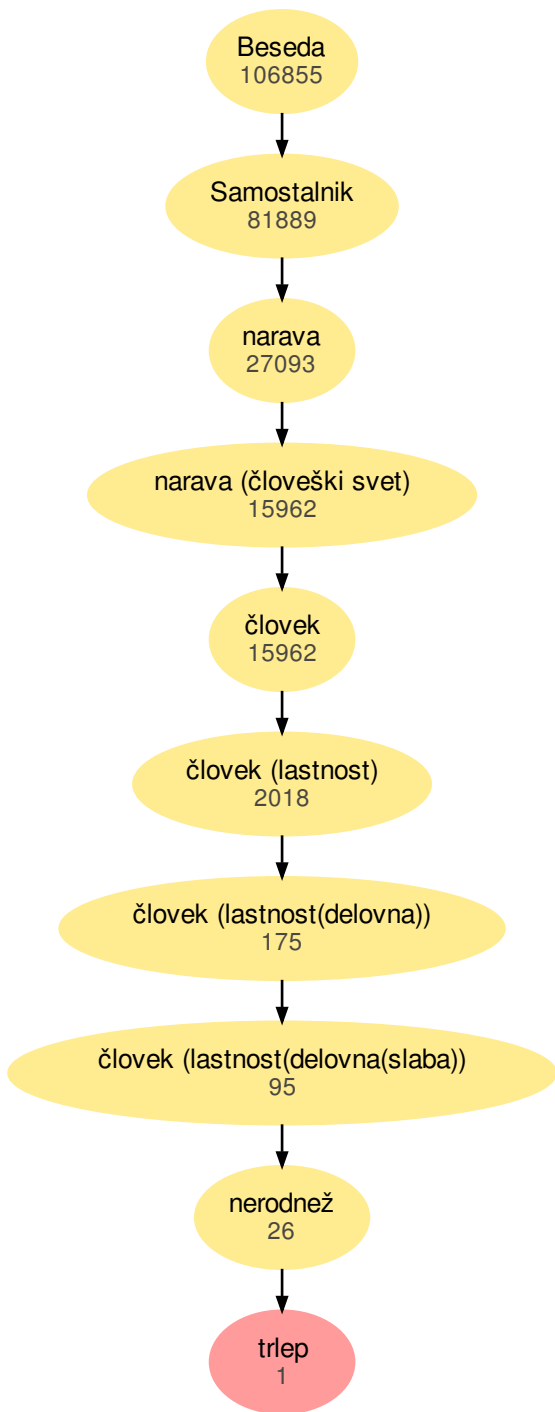 Beseda
106855
Samostalnik
81889
narava
27093
narava (človeški svet)
15962
človek
15962
človek (lastnost)
2018
človek (lastnost(delovna))
175
človek (lastnost(delovna(slaba))
95
nerodnež
26
trlep
1